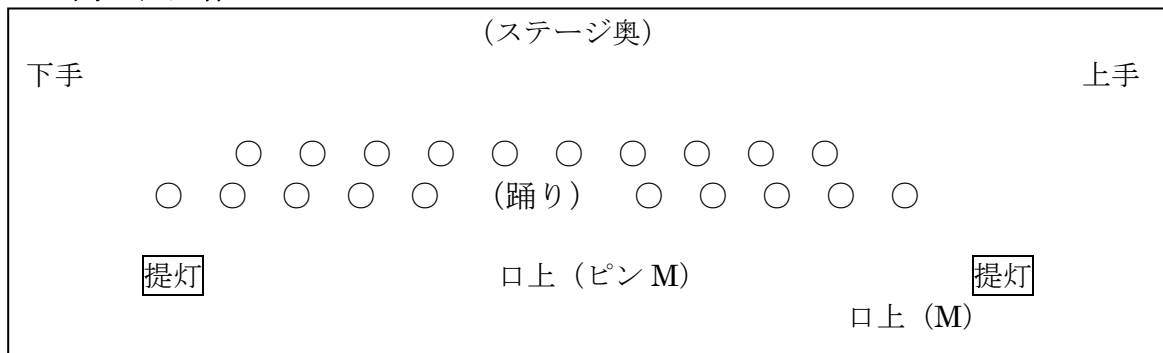 (ステージ奥)
下手 上手
○ ○ ○ ○ ○ ○ ○ ○ ○ ○
○ ○ ○ ○ ○ (踊り) ○ ○ ○ ○ ○
提灯 口上(ピンM) 提灯
口上(M)